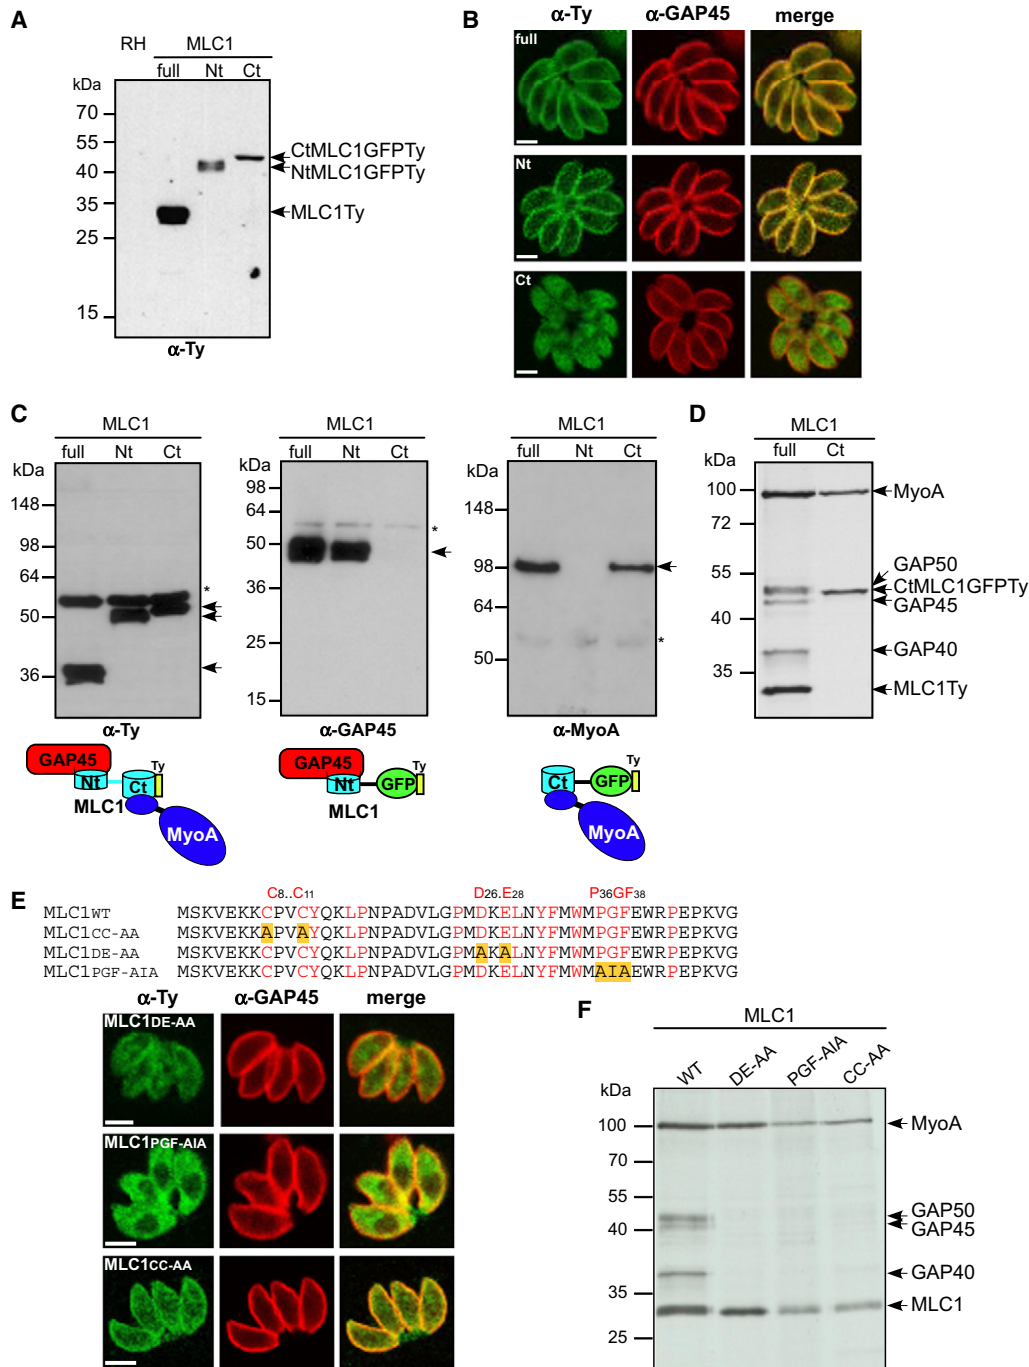 A
RH MLC1
full Nt Ct
kDa
70
55
40
35
25
15
CtMLC1GFPTy
NtMLC1GFPTy
MLC1Ty
α-Ty
B
α-Ty α-GAP45 merge
full
Nt
Ct
C
MLC1
full Nt Ct
kDa
148
98
64
50
36
*
α-Ty
MLC1
full Nt Ct
kDa
98
64
50
36
25
15
*
α-GAP45
MLC1
full Nt Ct
kDa
148
98
64
50
*
α-MyoA
GAP45
Nt Ct Ty
MLC1
MyoA
GAP45
Nt GFP Ty
MLC1
Ct GFP Ty
MyoA
D
MLC1
full Ct
kDa
100
72
55
40
35
MyoA
GAP50
CtMLC1GFPTy
GAP45
GAP40
MLC1Ty
E
C8..C11 D26.E28 P36GF38
MLC1WT MSKVEKKCPVCYQKLPNPADVLGPMDKELNYFMWMPGFEWRPEPKVG
MLC1CC-AA MSKVEKKAPVAYQKLPNPADVLGPMDKELNYFMWMPGFEWRPEPKVG
MLC1DE-AA MSKVEKKCPVCYQKLPNPADVLGPMAKALNYFMWMPGFEWRPEPKVG
MLC1PGF-AIA MSKVEKKCPVCYQKLPNPADVLGPMDKELNYFMWMAIAEWRPEPKVG
α-Ty α-GAP45 merge
MLC1DE-AA
MLC1PGF-AIA
MLC1CC-AA
F
MLC1
WT DE-AA PGF-AIA CC-AA
kDa
100
70
55
40
35
25
MyoA
GAP50
GAP45
GAP40
MLC1